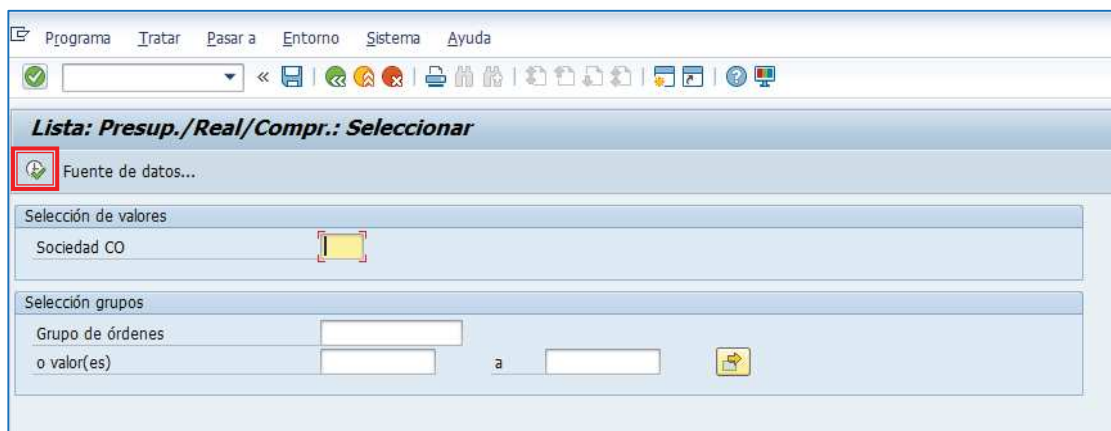 Programa Tratar Pasar a Entorno Sistema Ayuda
Lista: Presup./Real/Compr.: Seleccionar
Fuente de datos...
Selección de valores
Sociedad CO
Selección grupos
Grupo de órdenes
o valor(es) a